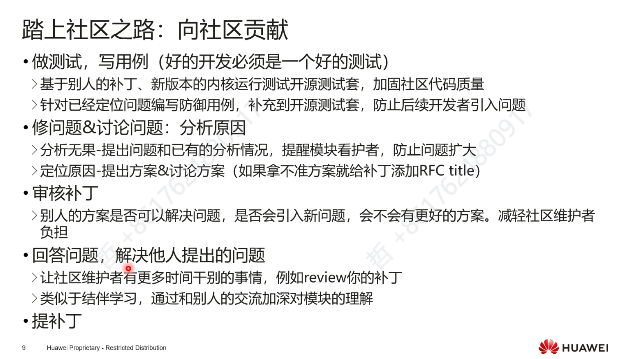 踏上社区之路：向社区贡献
•做测试，写用例（好的开发必须是一个好的测试）
>基于别人的补丁、新版本的内核运行测试开源测试套，加固社区代码质量
>针对已经定位问题编写防御用例，补充到开源测试套，防止后续开发者引入问题
•修问题&讨论问题：分析原因
>分析无果-提出问题和已有的分析情况，提醒模块看护者，防止问题扩大
>定位原因-提出方案&讨论方案（如果拿不准方案就给补丁添加RFC title）
•审核补丁
>别人的方案是否可以解决问题，是否会引入新问题，会不会有更好的方案。减轻社区维护者
负担
•回答问题，解决他人提出的问题
>让社区维护者有更多时间干别的事情，例如review你的补丁
>类似于结伴学习，通过和别人的交流加深对模块的理解
•提补丁
9 Huawei Proprietary - Restricted Distribution
HUAWEI